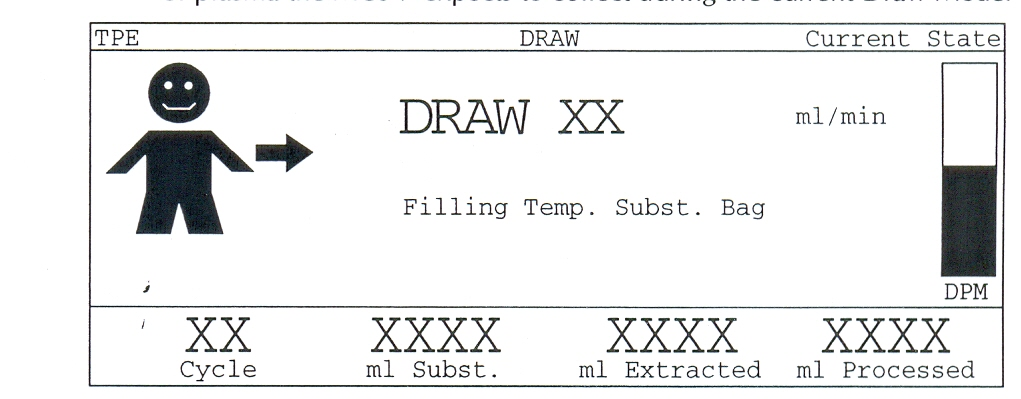 TPE DRAW Current State
DRAW XX ml/min
Filling Temp. Subst. Bag
DPM
XX XXXX XXXX XXXX
Cycle ml Subst. ml Extracted ml Processed